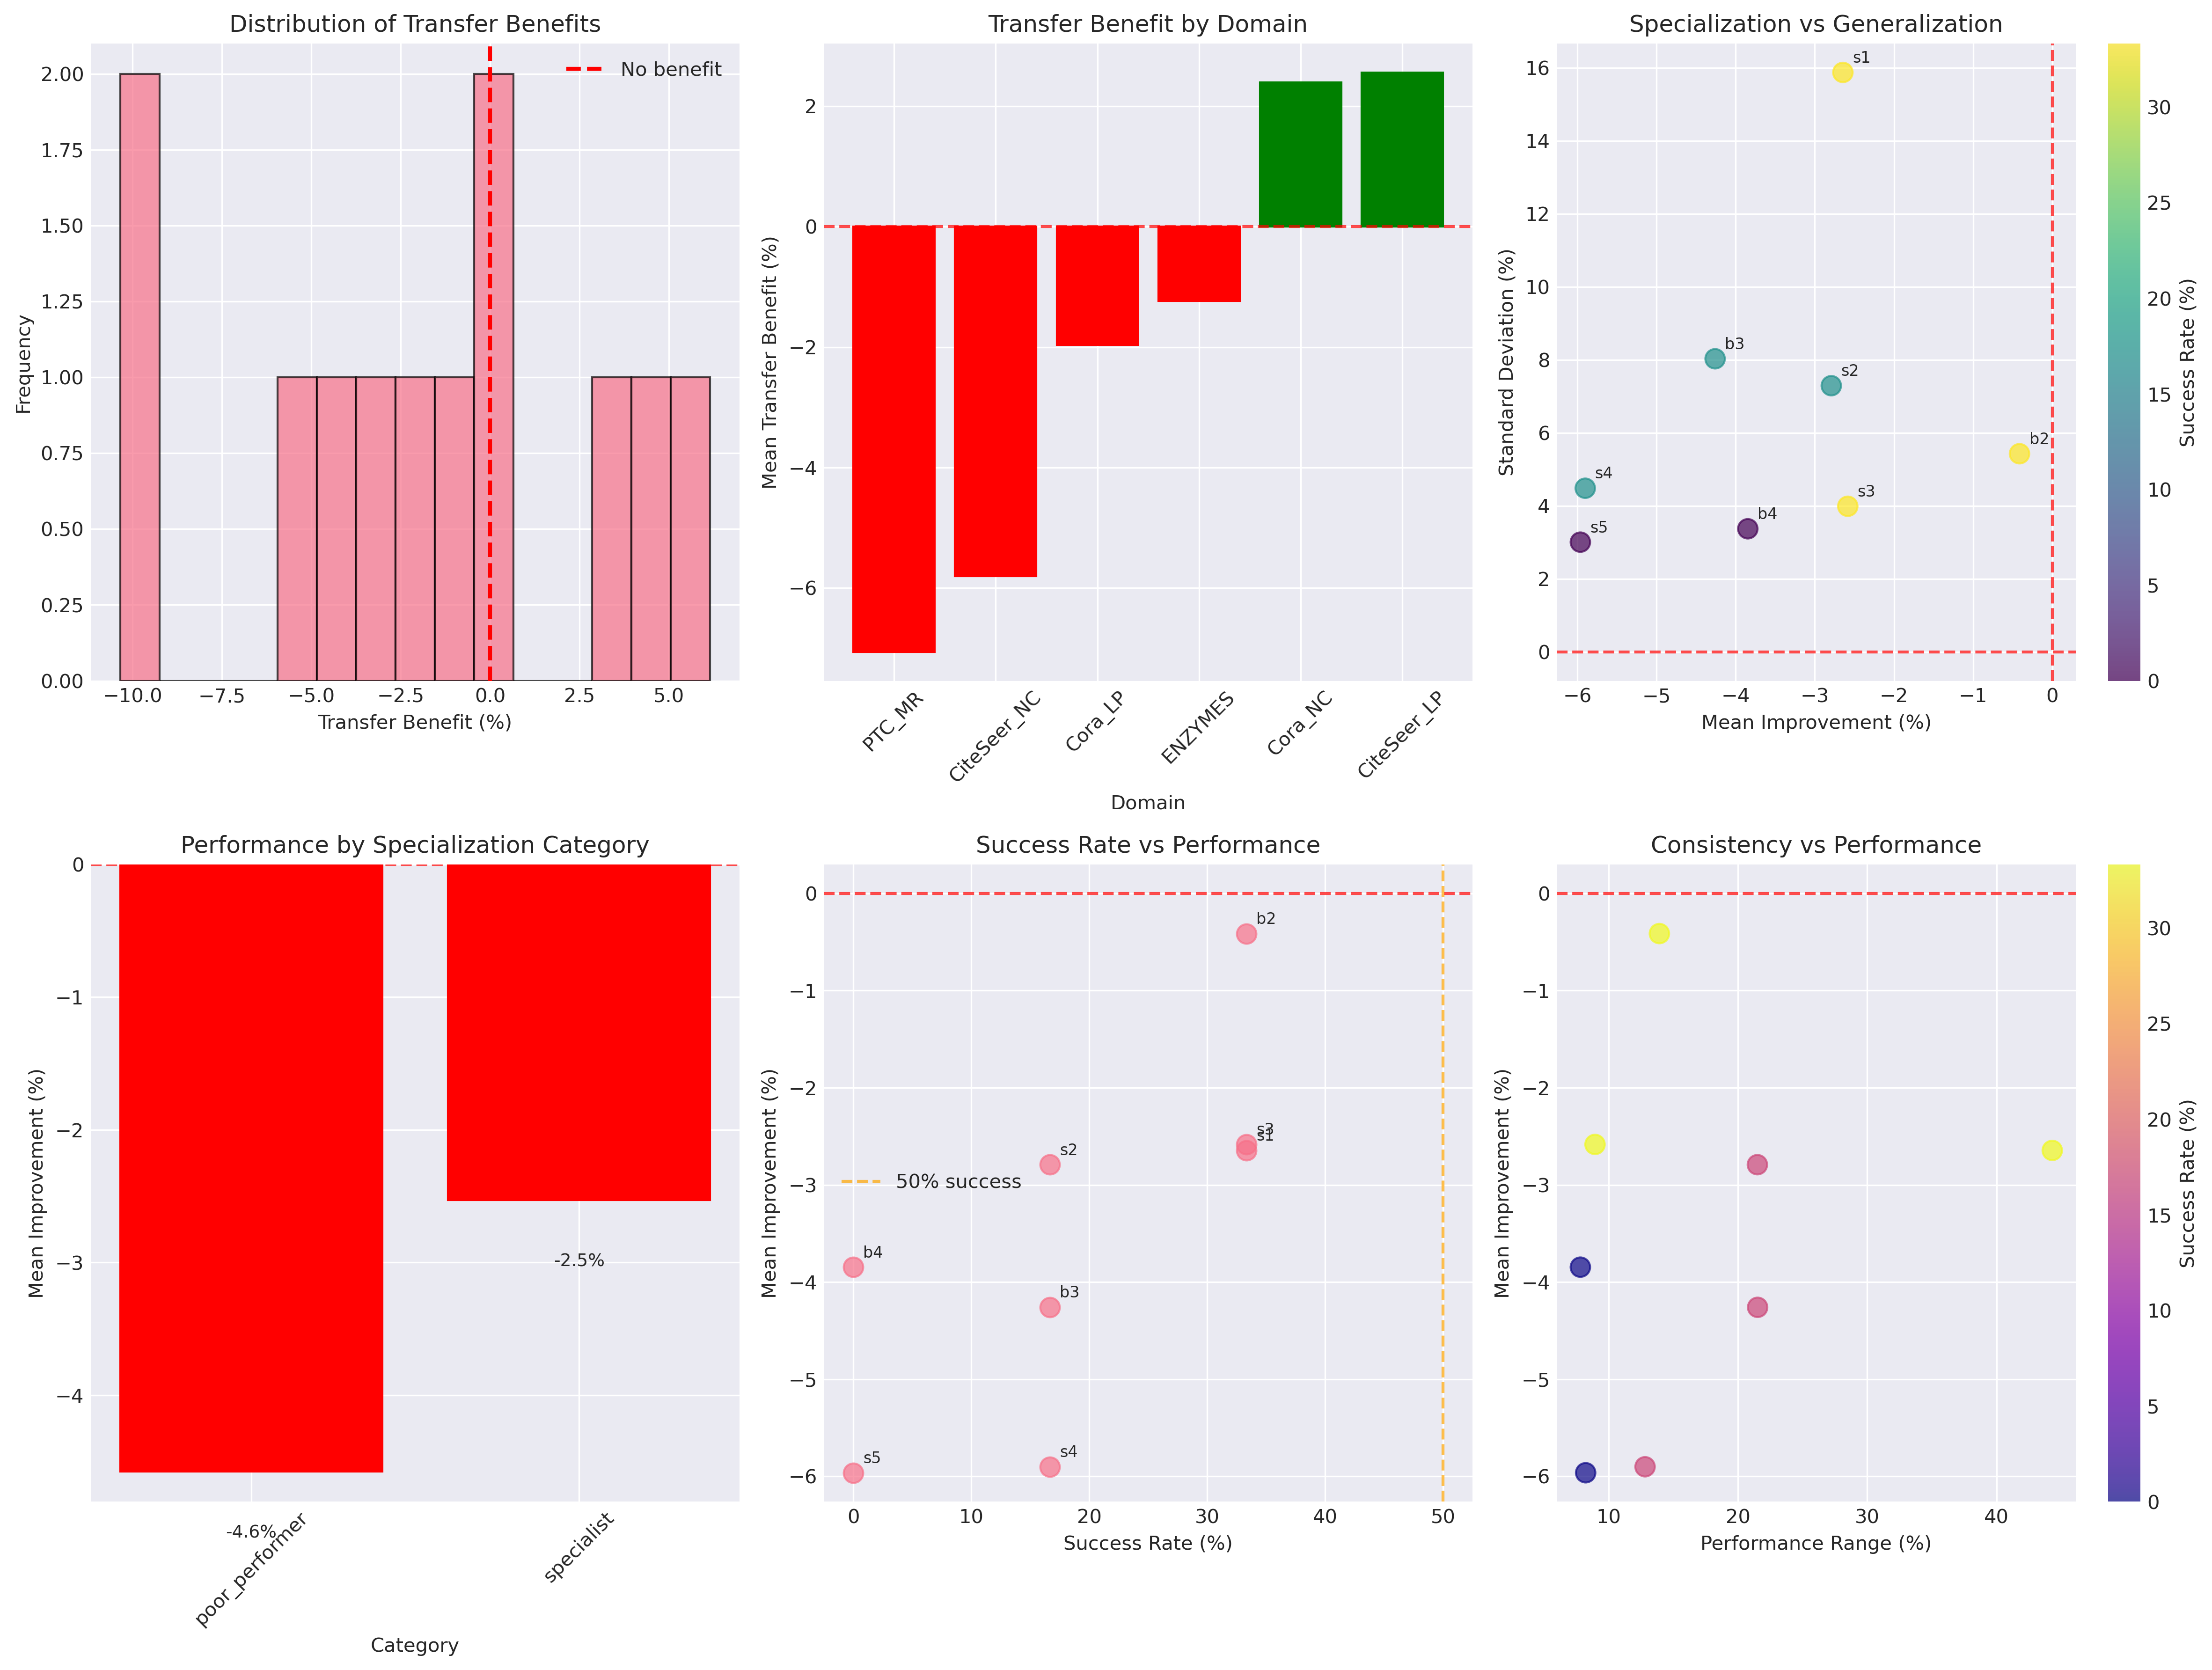 Distribution of Transfer Benefits
No benefit
2.00
1.75
1.50
1.25
1.00
0.75
0.50
0.25
0.00
Frequency
−10.0 −7.5 −5.0 −2.5 0.0 2.5 5.0
Transfer Benefit (%)
Transfer Benefit by Domain
2
0
−2
−4
−6
Mean Transfer Benefit (%)
PTC_MR
CiteSeer_NC
Cora_LP
ENZYMES
Cora_NC
CiteSeer_LP
Domain
Specialization vs Generalization
16
14
12
10
8
6
4
2
0
Standard Deviation (%)
s1
b3
s2
b2
s4
s3
b4
s5
−6 −5 −4 −3 −2 −1 0
Mean Improvement (%)
30
25
20
15
10
5
0
Success Rate (%)
Performance by Specialization Category
0
−1
−2
−3
−4
Mean Improvement (%)
-2.5%
-4.6%
poor_performer
specialist
Category
Success Rate vs Performance
0
−1
−2
−3
−4
−5
−6
Mean Improvement (%)
b2
s3
s1
s2
50% success
b4
b3
s4
s5
0 10 20 30 40 50
Success Rate (%)
Consistency vs Performance
0
−1
−2
−3
−4
−5
−6
Mean Improvement (%)
10 20 30 40
Performance Range (%)
30
25
20
15
10
5
0
Success Rate (%)